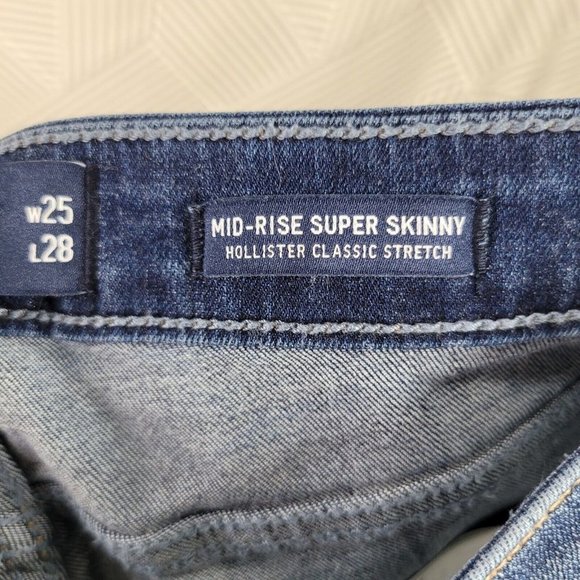 W25
L28
MID-RISE SUPER SKINNY
HOLLISTER CLASSIC STRETCH